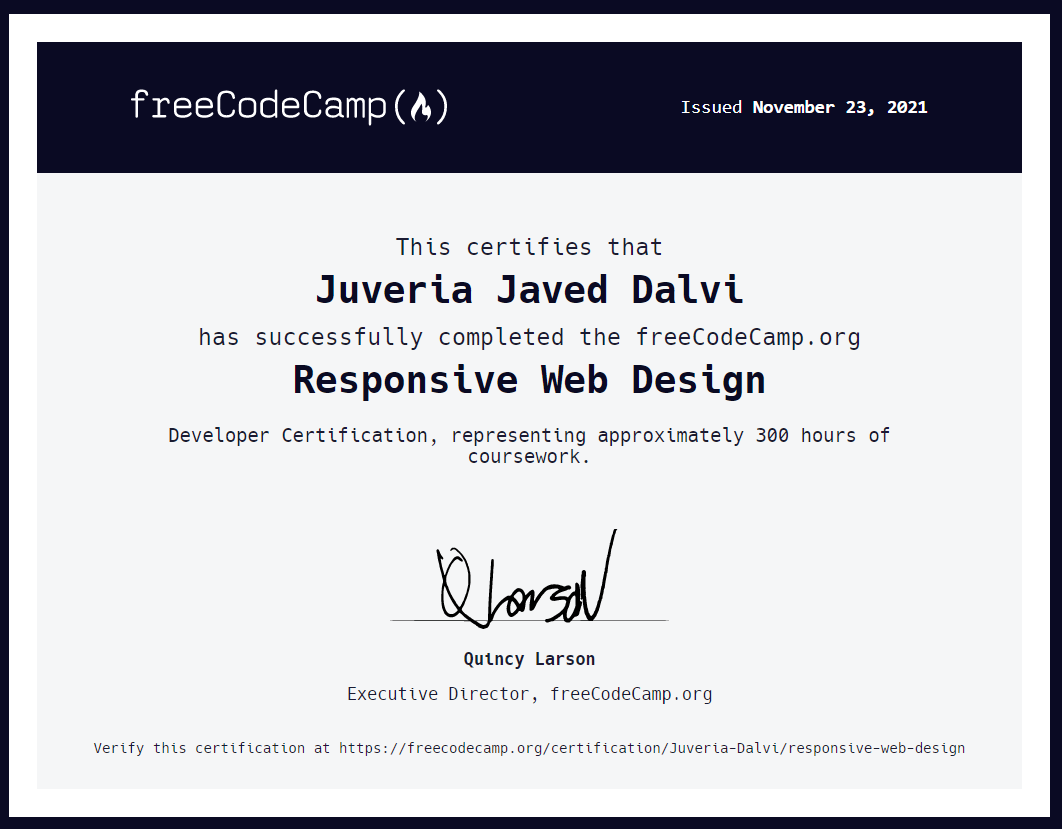 freeCodeCamp(🔥)
Issued November 23, 2021
This certifies that
Juveria Javed Dalvi
has successfully completed the freeCodeCamp.org
Responsive Web Design
Developer Certification, representing approximately 300 hours of
coursework.
Q Larson
Quincy Larson
Executive Director, freeCodeCamp.org
Verify this certification at https://freecodecamp.org/certification/Juveria-Dalvi/responsive-web-design